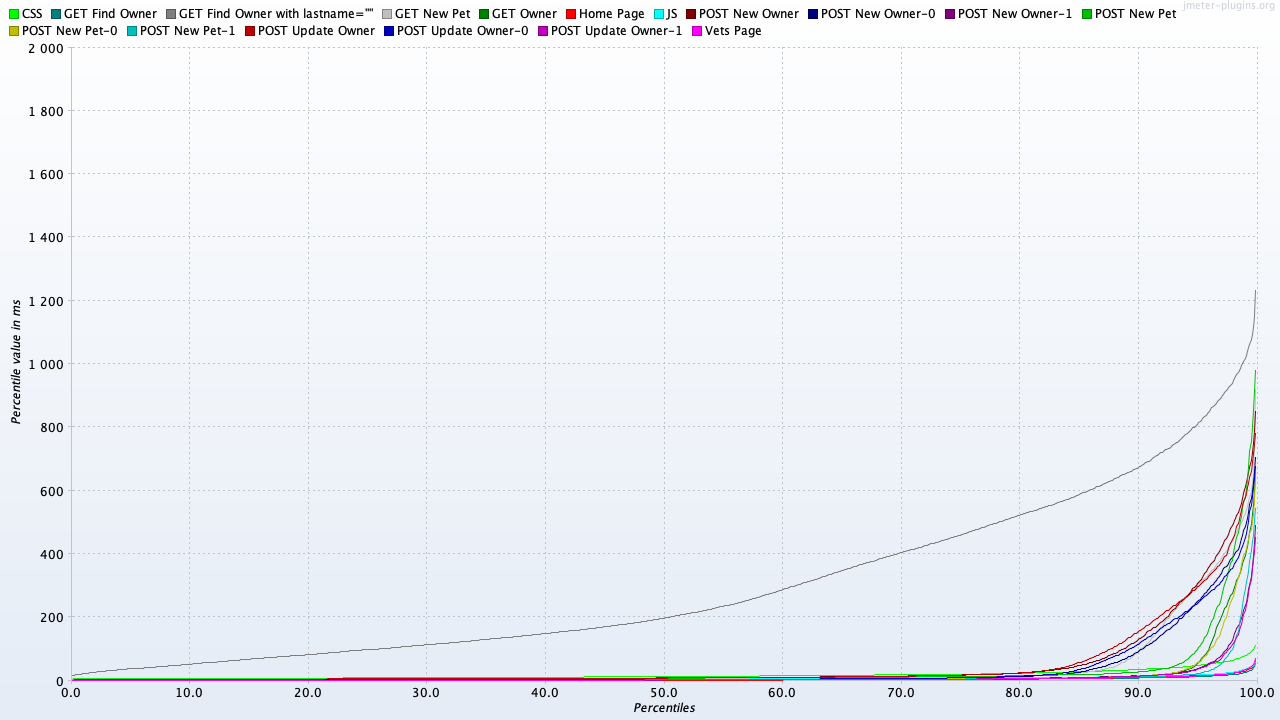 jmeter-plugins.org
CSS GET Find Owner GET Find Owner with lastname="" GET New Pet GET Owner Home Page JS POST New Owner POST New Owner-0 POST New Owner-1 POST New Pet
POST New Pet-0 POST New Pet-1 POST Update Owner POST Update Owner-0 POST Update Owner-1 Vets Page
2 000
1 800
1 600
1 400
1 200
1 000
800
600
400
200
0
Percentile value in ms
0.0 10.0 20.0 30.0 40.0 50.0 60.0 70.0 80.0 90.0 100.0
Percentiles